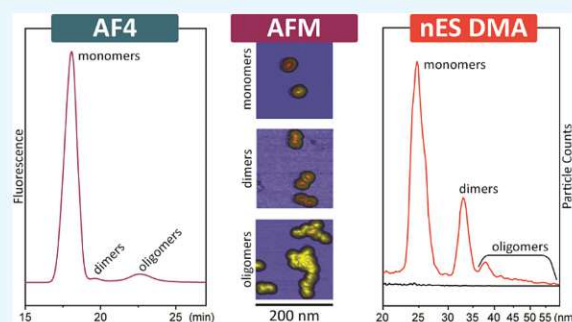 AF4
Fluorescence
monomers
dimers
oligomers
15 20 25 (min)
AFM
monomers
dimers
oligomers
200 nm
nES DMA
monomers
dimers
oligomers
Particle Counts
20 25 30 35 40 45 50 55 (nm)